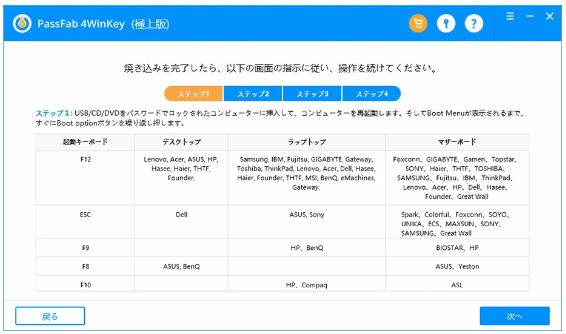 PassFab 4WinKey (極上版)
焼き込みを完了したら、以下の画面の指示に従い、操作を続けてください。
ステップ1 ステップ2 ステップ3 ステップ4
ステップ1: USB/CD/DVDをパスワードでロックされたコンピューターに挿入して、コンピューターを再起動します。そしてBoot Menuが表示されるまで、
すぐにBoot optionボタンを繰り返し押します。
起動キーボード デスクトップ ラップトップ マザーボード
F12
Lenovo, Acer, ASUS, HP,
Hasee, Haier, THTF,
Founder.
Samsung, IBM, Fujitsu, GIGABYTE, Gateway,
Toshiba, ThinkPad, Lenovo, Acer, Dell, Hasee,
Haier, Founder, THTF, MSI, BenQ, eMachines,
Gateway.
Foxconn、GIGABYTE、Gamen、Topstar、
SONY、Haier、THTF、TOSHIBA、
SAMSUNG、Fujitsu、IBM、ThinkPad、
Lenovo、Acer、HP、Dell、Hasee、
Founder、Great Wall
ESC Dell ASUS, Sony
Spark、Colorful、Foxconn、SOYO、
UNIKA、ECS、MAXSUN、SONY、
SAMSUNG、Great Wall
F9 HP、BenQ BIOSTAR、HP
F8 ASUS, BenQ ASUS、Yeston
F10 HP、Compaq ASL
戻る 次へ